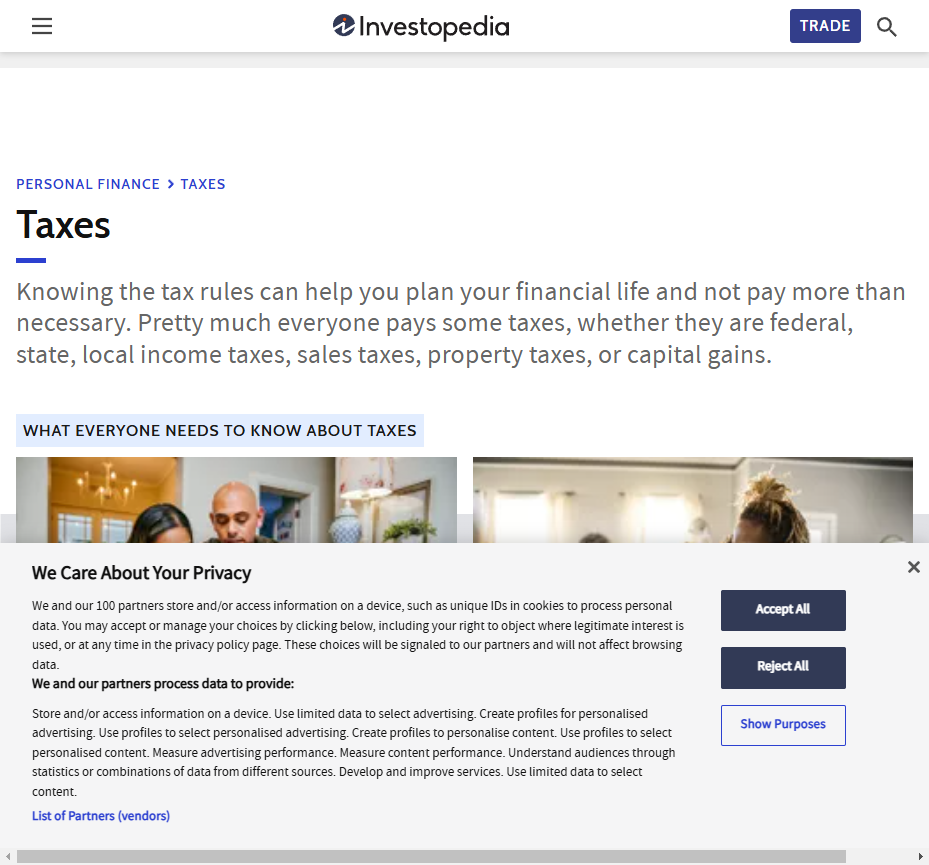 Investopedia
TRADE
PERSONAL FINANCE > TAXES
Taxes
Knowing the tax rules can help you plan your financial life and not pay more than
necessary. Pretty much everyone pays some taxes, whether they are federal,
state, local income taxes, sales taxes, property taxes, or capital gains.
WHAT EVERYONE NEEDS TO KNOW ABOUT TAXES
We Care About Your Privacy
We and our 100 partners store and/or access information on a device, such as unique IDs in cookies to process personal
data. You may accept or manage your choices by clicking below, including your right to object where legitimate interest is
used, or at any time in the privacy policy page. These choices will be signaled to our partners and will not affect browsing
data.
We and our partners process data to provide:
Store and/or access information on a device. Use limited data to select advertising. Create profiles for personalised
advertising. Use profiles to select personalised advertising. Create profiles to personalise content. Use profiles to select
personalised content. Measure advertising performance. Measure content performance. Understand audiences through
statistics or combinations of data from different sources. Develop and improve services. Use limited data to select
content.
List of Partners (vendors)
Accept All
Reject All
Show Purposes